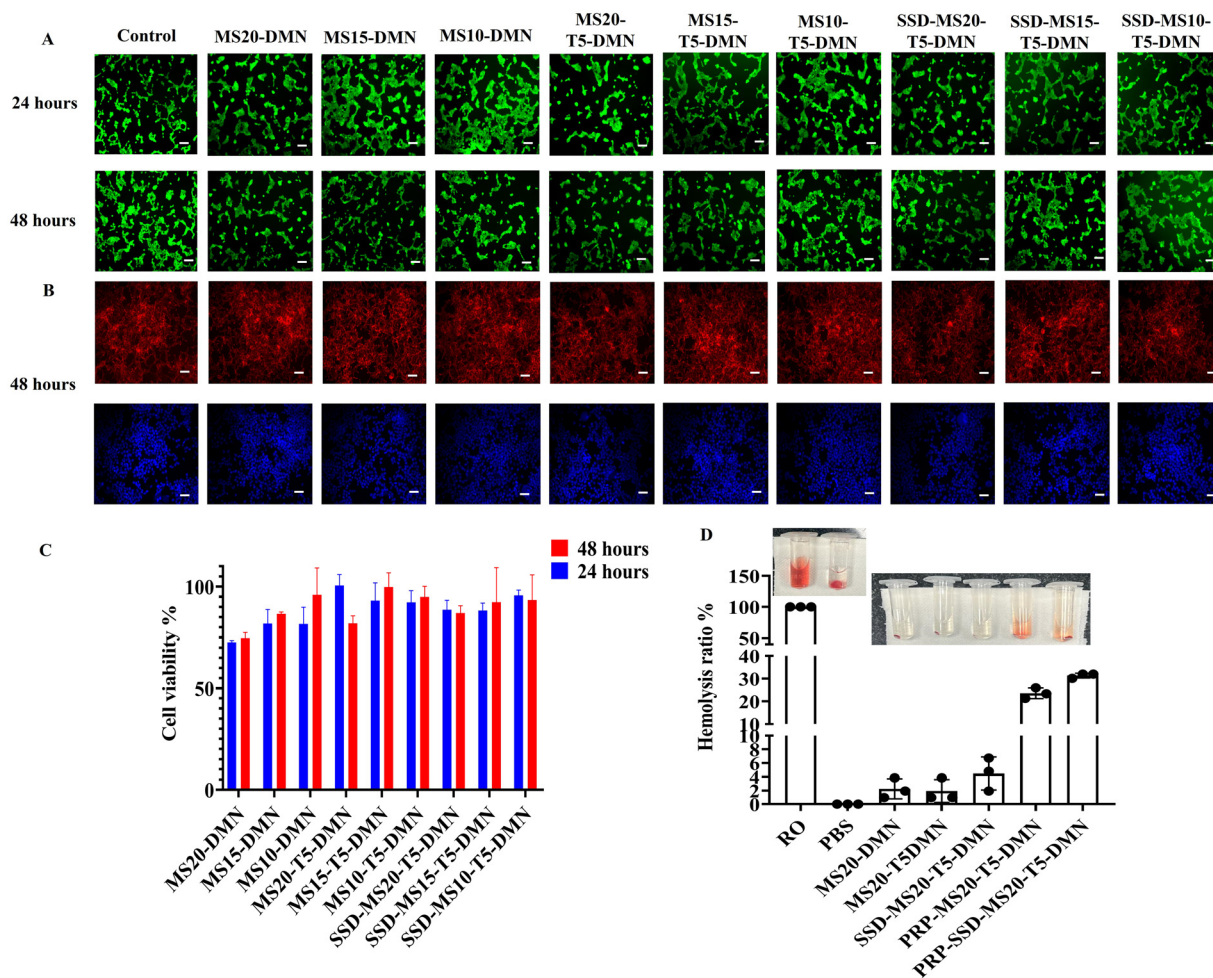 A
Control
MS20-DMN
MS15-DMN
MS10-DMN
MS20-
T5-DMN
MS15-
T5-DMN
MS10-
T5-DMN
SSD-MS20-
T5-DMN
SSD-MS15-
T5-DMN
SSD-MS10-
T5-DMN
24 hours
48 hours
B
48 hours
C
48 hours
24 hours
Cell viability %
100
50
0
MS20-DMN
MS15-DMN
MS10-DMN
MS20-T5-DMN
MS15-T5-DMN
MS10-T5-DMN
SSD-MS20-T5-DMN
SSD-MS15-T5-DMN
SSD-MS10-T5-DMN
D
Hemolysis ratio %
150
100
50
40
30
20
10
8
6
4
2
0
RO
PBS
MS20-DMN
MS20-T5DMN
SSD-MS20-T5-DMN
PRP-MS20-T5-DMN
PRP-SSD-MS20-T5-DMN